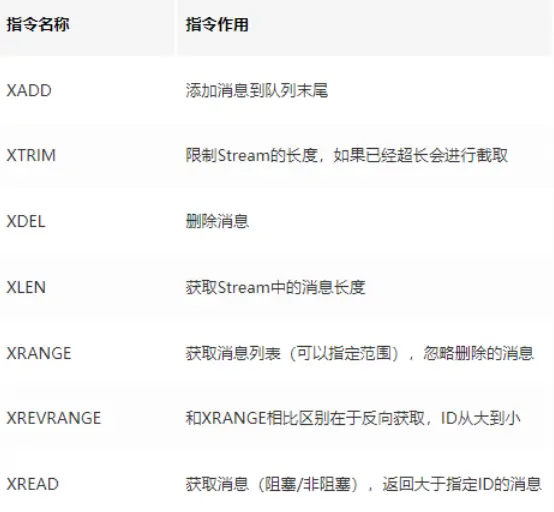 指令名称 指令作用
XADD 添加消息到队列末尾
XTRIM 限制Stream的长度，如果已经超长会进行截取
XDEL 删除消息
XLEN 获取Stream中的消息长度
XRANGE 获取消息列表（可以指定范围），忽略删除的消息
XREVRANGE 和XRANGE相比区别在于反向获取，ID从大到小
XREAD 获取消息（阻塞/非阻塞），返回大于指定ID的消息